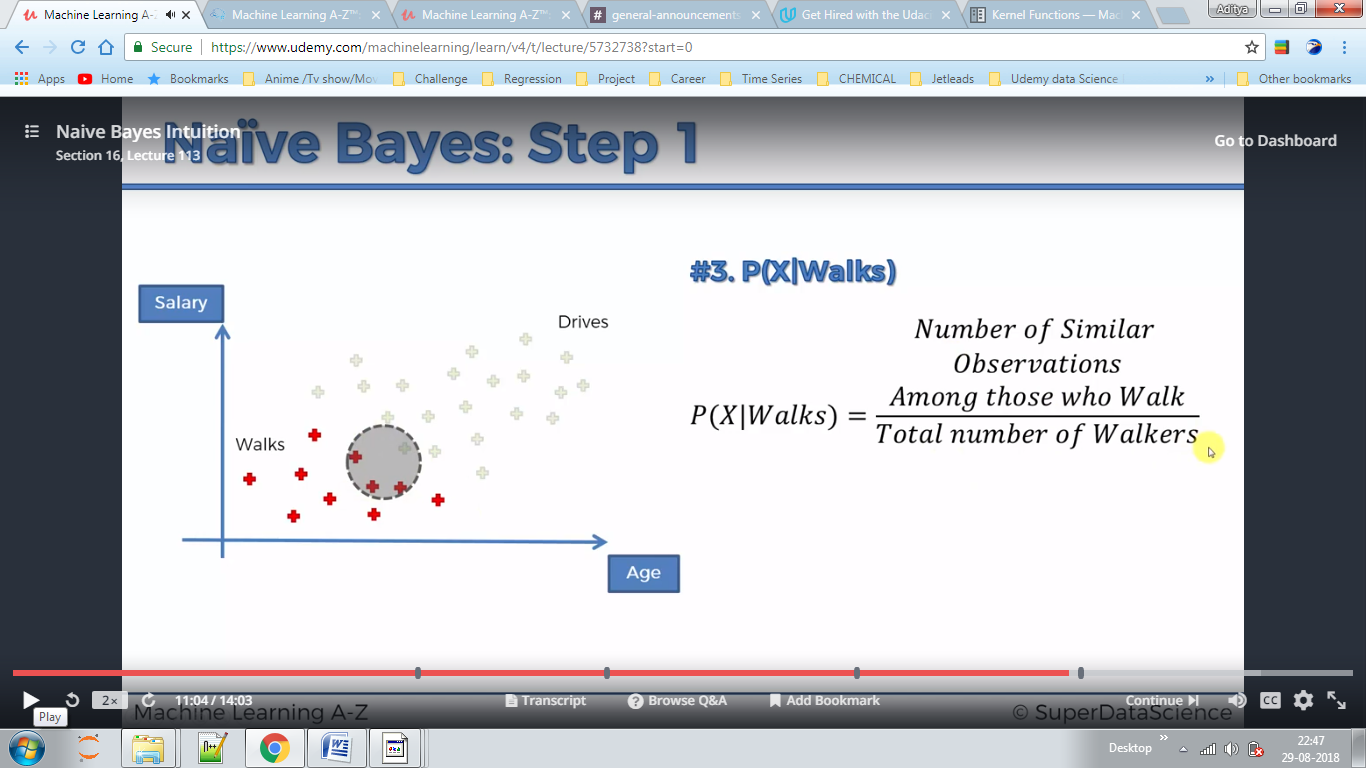 Machine Learning A-Z
Machine Learning A-Z™:
Machine Learning A-Z™:
general-announcements
Get Hired with the Udac
Kernel Functions — Mac
Aditya
Secure
https://www.udemy.com/machinelearning/learn/v4/t/lecture/5732738?start=0
Apps
Home
Bookmarks
Anime /Tv show/Mov
Challenge
Regression
Project
Career
Time Series
CHEMICAL
Jetleads
Udemy data Science
»
Other bookmarks
Naive Bayes Intuition
Section 16, Lecture 113
Go to Dashboard
Naïve Bayes: Step 1
#3. P(X|Walks)
Salary
Drives
Walks
Age
Number of Similar
Observations
Among those who Walk
P(X|Walks) =
Total number of Walkers
2×
11:04 / 14:03
Transcript
Browse Q&A
Add Bookmark
Continue
CC
Play
Machine Learning A-Z
© SuperDataScience
Desktop
»
22:47
29-08-2018